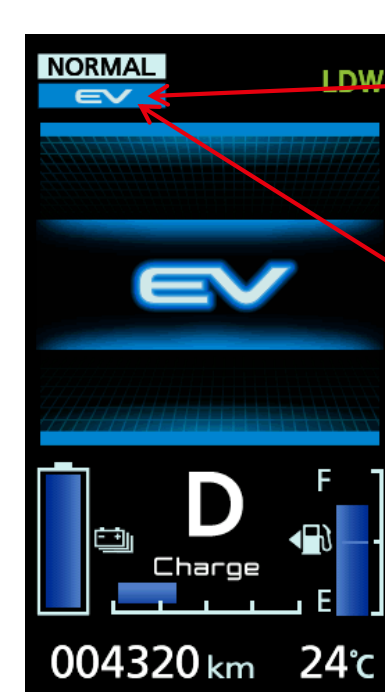 NORMAL
LDW
EV
EV
D
F
Charge
E
004320 km 24℃